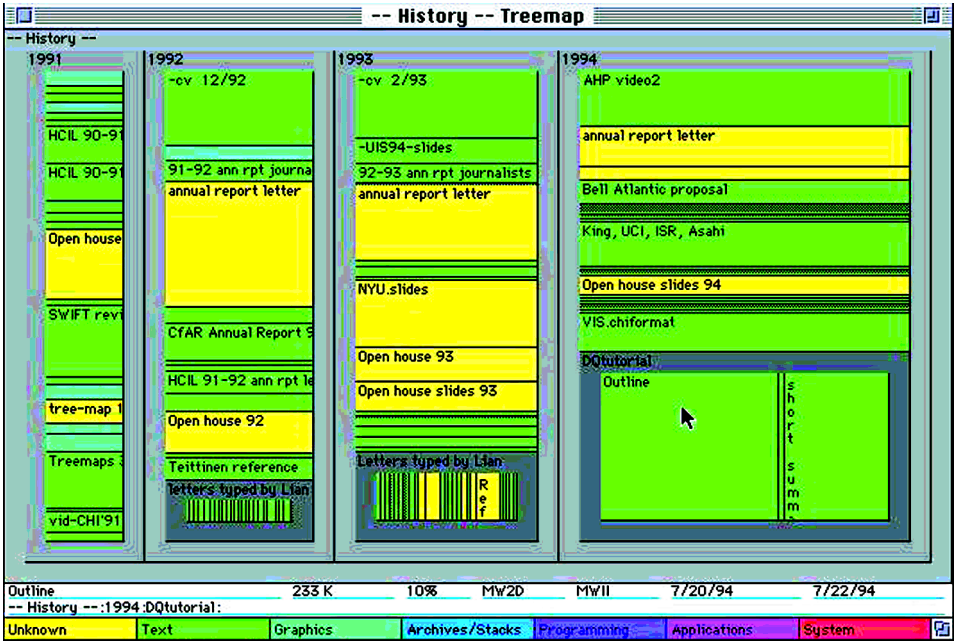 -- History -- Treemap
-- History --
1991
HCIL 90-91
HCIL 90-91
Open house
SWIFT revi
tree-map 1
Treemaps
vid-CHI'91
1992
-cv 12/92
91-92 ann rpt journa
annual report letter
CfAR Annual Report 9
HCIL 91-92 ann rpt le
Open house 92
Teittinen reference
letters typed by Lian
1993
-cv 2/93
-UIS94-slides
92-93 ann rpt journalists
annual report letter
NYU.slides
Open house 93
Open house slides 93
Letters typed by Lian
Ref
1994
AHP video2
annual report letter
Bell Atlantic proposal
King, UCI, ISR, Asahi
Open house slides 94
VIS.chiformat
DQtutorial
Outline
short summ
Outline 233 K 10% MW2D MWII 7/20/94 7/22/94
-- History --:1994:DQtutorial:
Unknown Text Graphics Archives/Stacks Programming Applications System